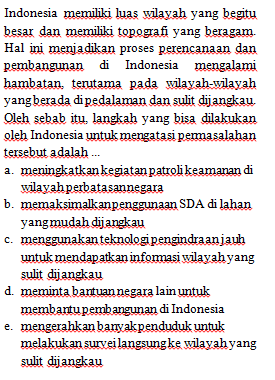 Indonesia memiliki luas wilayah yang begitu
besar dan memiliki topografi yang beragam.
Hal ini menjadikan proses perencanaan dan
pembangunan di Indonesia mengalami
hambatan, terutama pada wilayah-wilayah
yang berada di pedalaman dan sulit dijangkau.
Oleh sebab itu, langkah yang bisa dilakukan
oleh Indonesia untuk mengatasi permasalahan
tersebut adalah ...
a. meningkatkan kegiatan patroli keamanan di
wilayah perbatasannegara
b. memaksimalkan penggunaan SDA di lahan
yang mudah dijangkau
c. menggunakan teknologi pengindraan jauh
untuk mendapatkan informasi wilayah yang
sulit dijangkau
d. meminta bantuan negara lain untuk
membantu pembangunan di Indonesia
e. mengerahkan banyak penduduk untuk
melakukan survei langsung ke wilayah yang
sulit dijangkau